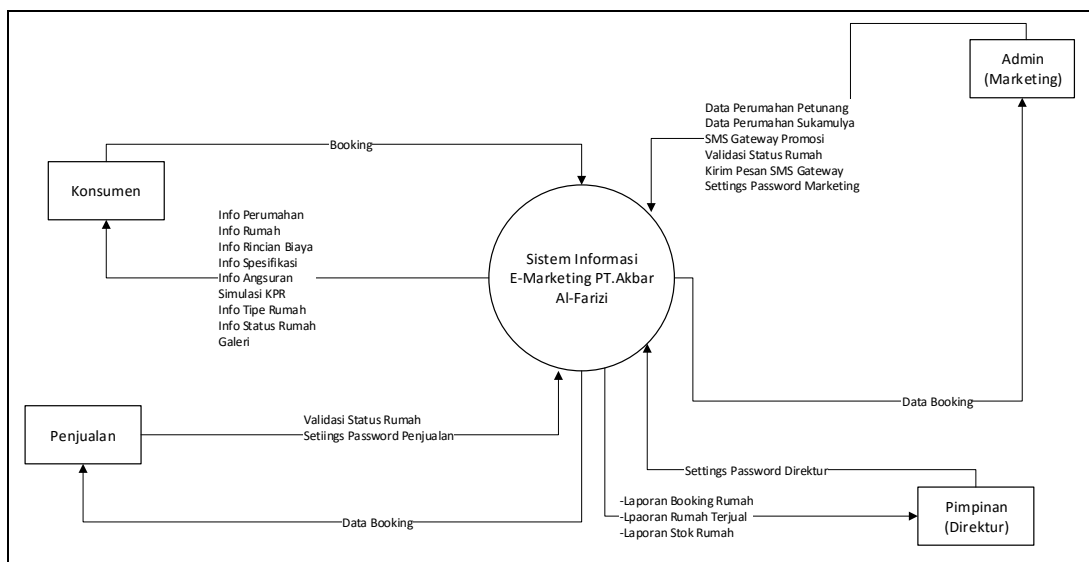 Admin
(Marketing)
Data Perumahan Petunang
Data Perumahan Sukamulya
SMS Gateway Promosi
Validasi Status Rumah
Kirim Pesan SMS Gateway
Settings Password Marketing
Booking
Konsumen
Info Perumahan
Info Rumah
Info Rincian Biaya
Info Spesifikasi
Info Angsuran
Simulasi KPR
Info Tipe Rumah
Info Status Rumah
Galeri
Sistem Informasi
E-Marketing PT.Akbar
Al-Farizi
Data Booking
Penjualan
Validasi Status Rumah
Setiings Password Penjualan
Settings Password Direktur
-Laporan Booking Rumah
-Lpaoran Rumah Terjual
-Laporan Stok Rumah
Pimpinan
(Direktur)
Data Booking